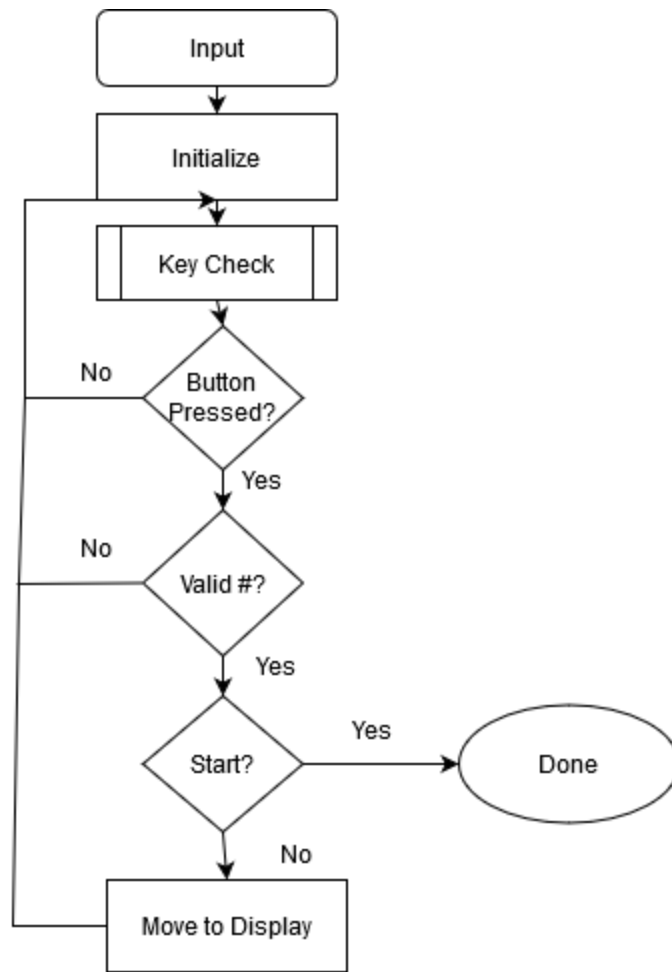 Input
Initialize
Key Check
No
Button
Pressed?
Yes
No
Valid #?
Yes
Start?
Yes
Done
No
Move to Display